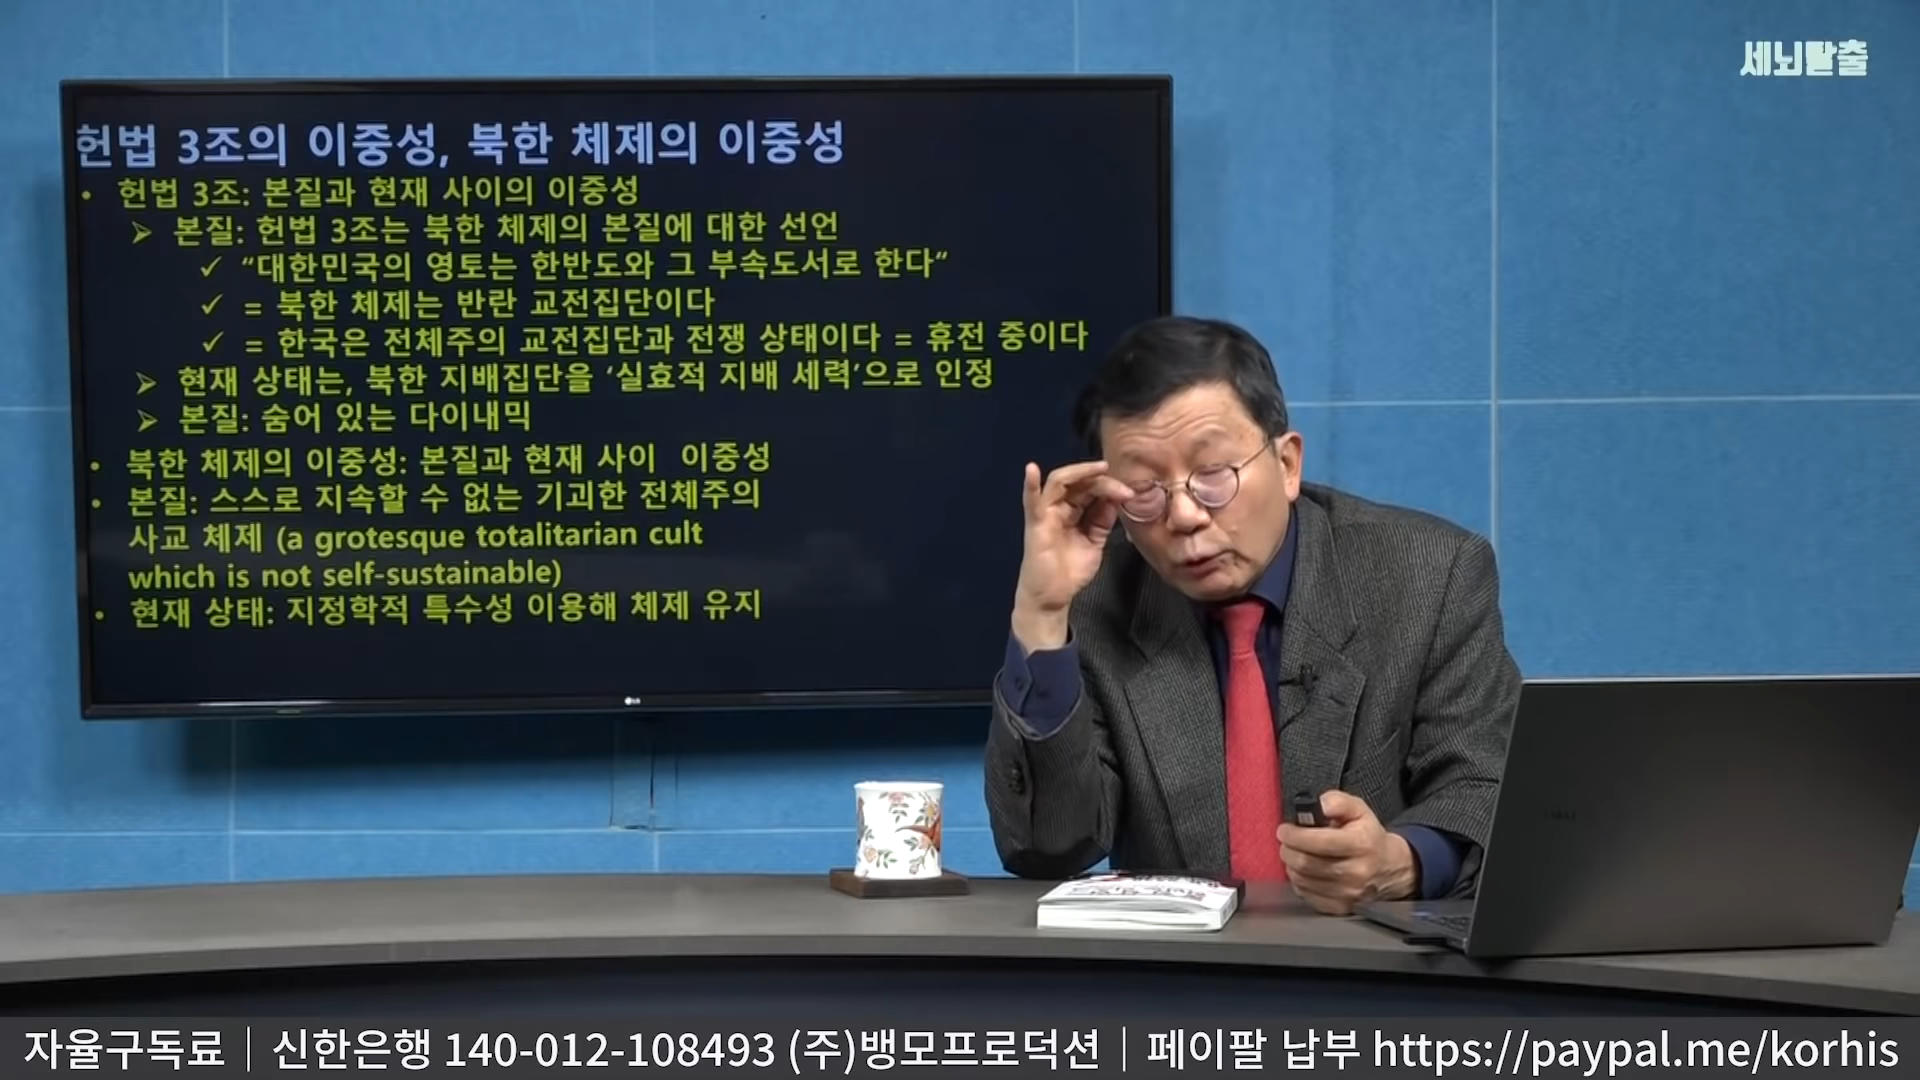 세뇌탈출
헌법 3조의 이중성, 북한 체제의 이중성
• 헌법 3조: 본질과 현재 사이의 이중성
➢ 본질: 헌법 3조는 북한 체제의 본질에 대한 선언
✓ “대한민국의 영토는 한반도와 그 부속도서로 한다“
✓ = 북한 체제는 반란 교전집단이다
✓ = 한국은 전체주의 교전집단과 전쟁 상태이다 = 휴전 중이다
➢ 현재 상태는, 북한 지배집단을 ‘실효적 지배 세력’으로 인정
➢ 본질: 숨어 있는 다이내믹
• 북한 체제의 이중성: 본질과 현재 사이 이중성
• 본질: 스스로 지속할 수 없는 기괴한 전체주의
사교 체제 (a grotesque totalitarian cult
which is not self-sustainable)
• 현재 상태: 지정학적 특수성 이용해 체제 유지
자율구독료│신한은행 140-012-108493 (주)뱅모프로덕션│페이팔 납부 https://paypal.me/korhis